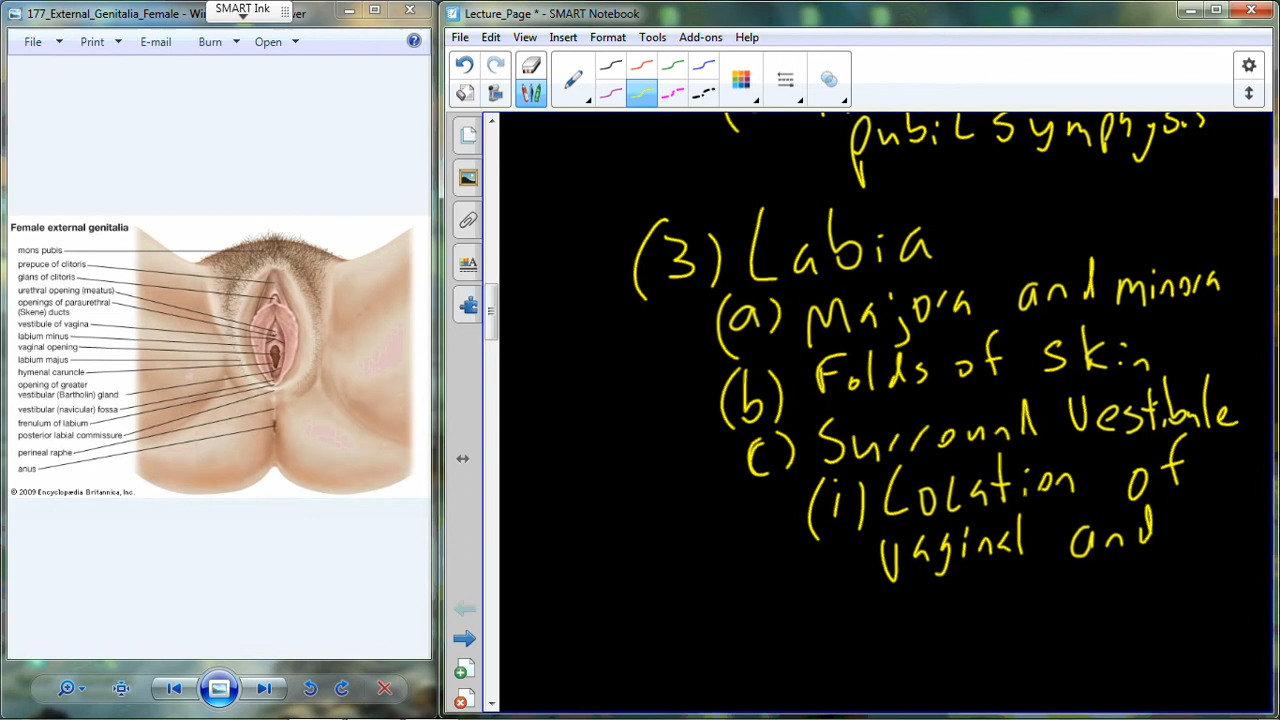 177_External_Genitalia_Female - Wi
SMART Ink
File Print E-mail Burn Open
Female external genitalia
mons pubis
prepuce of clitoris
glans of clitoris
urethral opening (meatus)
openings of paraurethral
(Skene) ducts
vestibule of vagina
labium minus
vaginal opening
labium majus
hymenal caruncle
opening of greater
vestibular (Bartholin) gland
vestibular (navicular) fossa
frenulum of labium
posterior labial commissure
perineal raphe
anus
© 2009 Encyclopædia Britannica, Inc.
Lecture_Page * - SMART Notebook
File Edit View Insert Format Tools Add-ons Help
pubic symphysis
(3) Labia
(a) Majora and minora
(b) Folds of skin
c) Surround Vestibule
(i) Location of
vaginal and